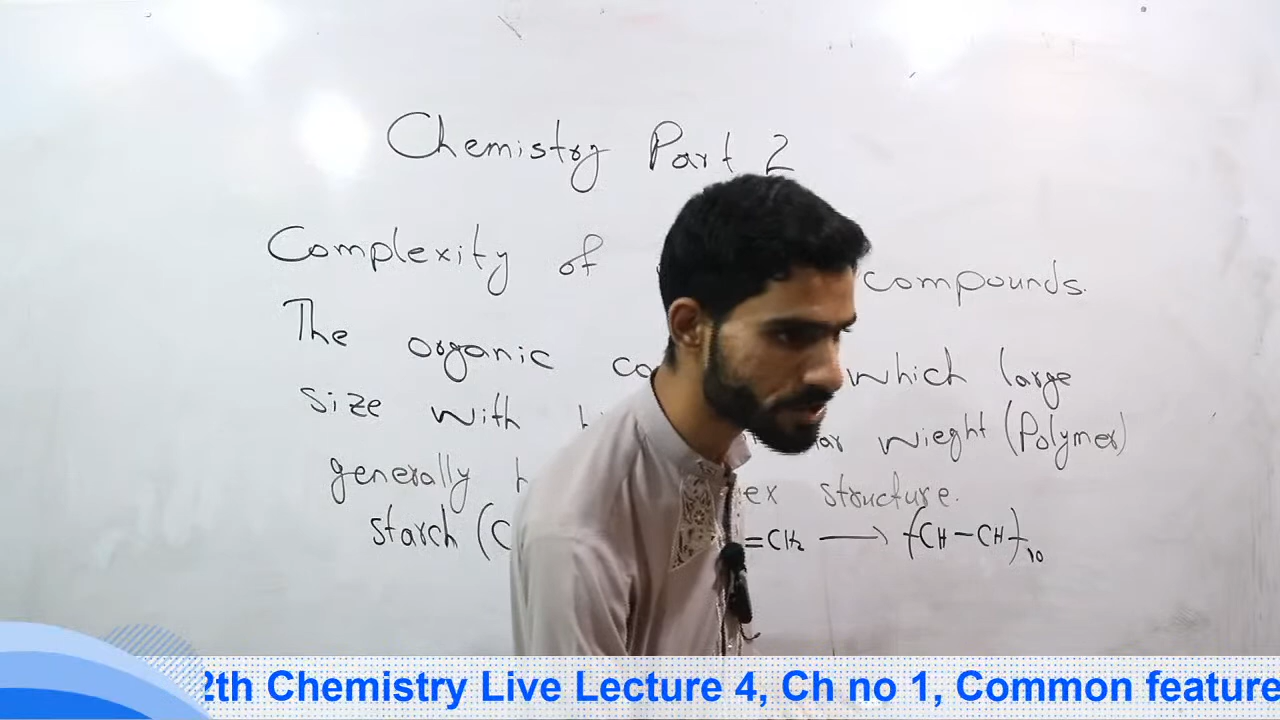 Chemistry Part 2
Complexity of compounds.
The organic which large
size with wieght (Polymer)
generally structure.
starch (C =CH₂ → (CH-CH)₁₀
2th Chemistry Live Lecture 4, Ch no 1, Common feature